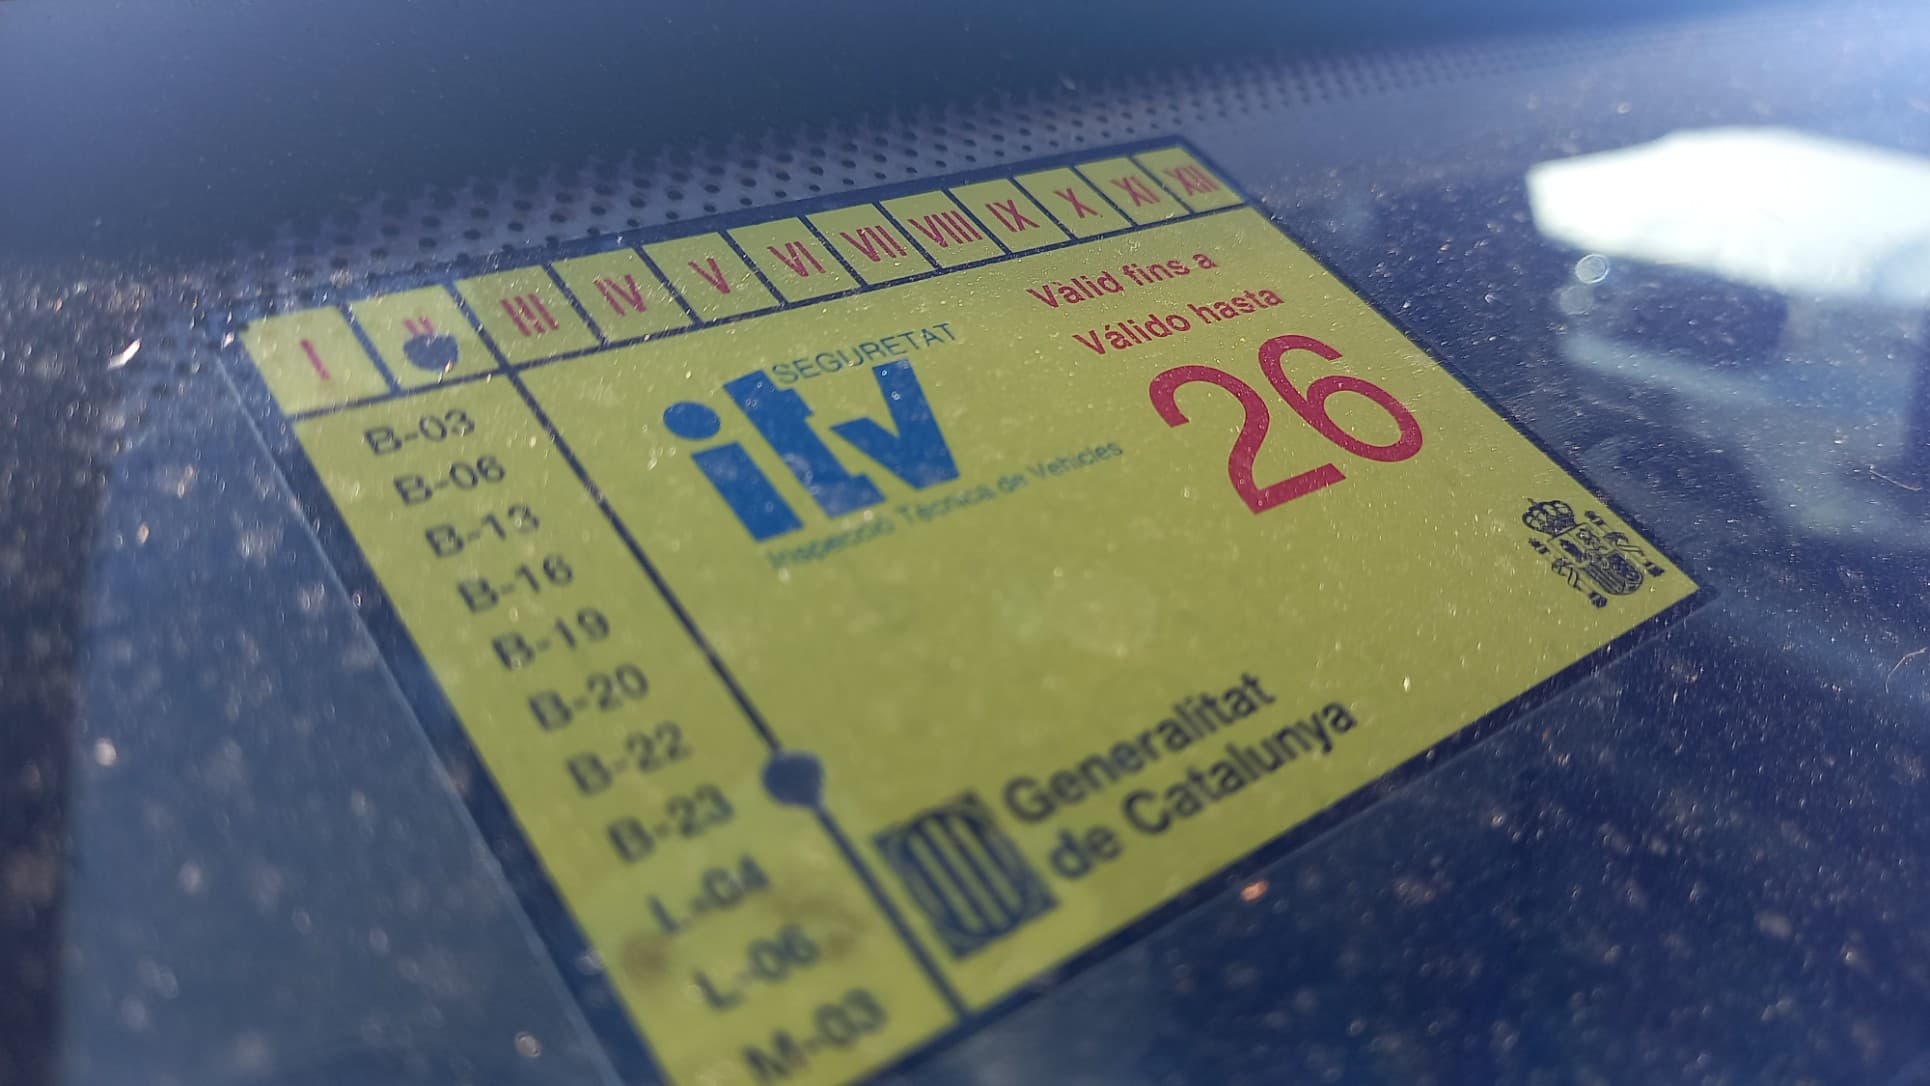 I II III IV V VI VII VIII IX X XI XII
Vàlid fins a
Válido hasta
26
SEGURETAT
itv
Inspecció Tècnica de Vehicles
B-03
B-06
B-13
B-16
B-19
B-20
B-22
B-23
L-04
L-06
M-03
Generalitat
de Catalunya